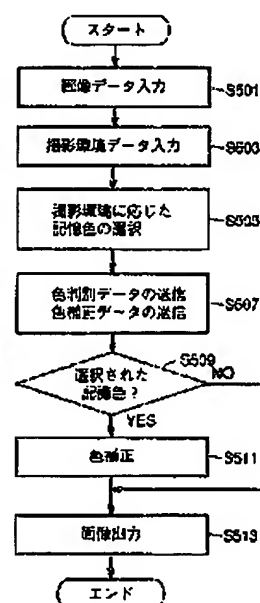 スタート
画像データ入力
S501
撮影環境データ入力
S503
撮影環境に応じた
記憶色の選択
S505
色判別データの送信
色補正データの送信
S507
S509
選択された
記憶色?
NO
YES
色補正
S511
画像出力
S513
エンド